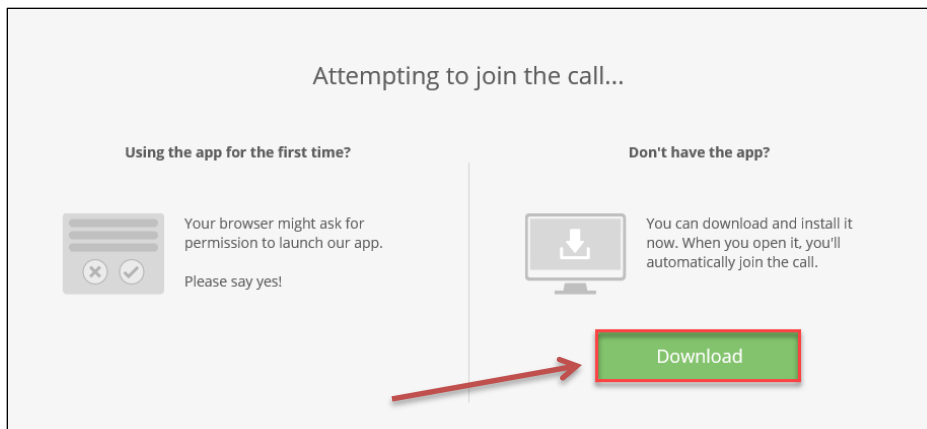 Attempting to join the call...
Using the app for the first time?
Your browser might ask for
permission to launch our app.
Please say yes!
Don't have the app?
You can download and install it
now. When you open it, you'll
automatically join the call.
Download